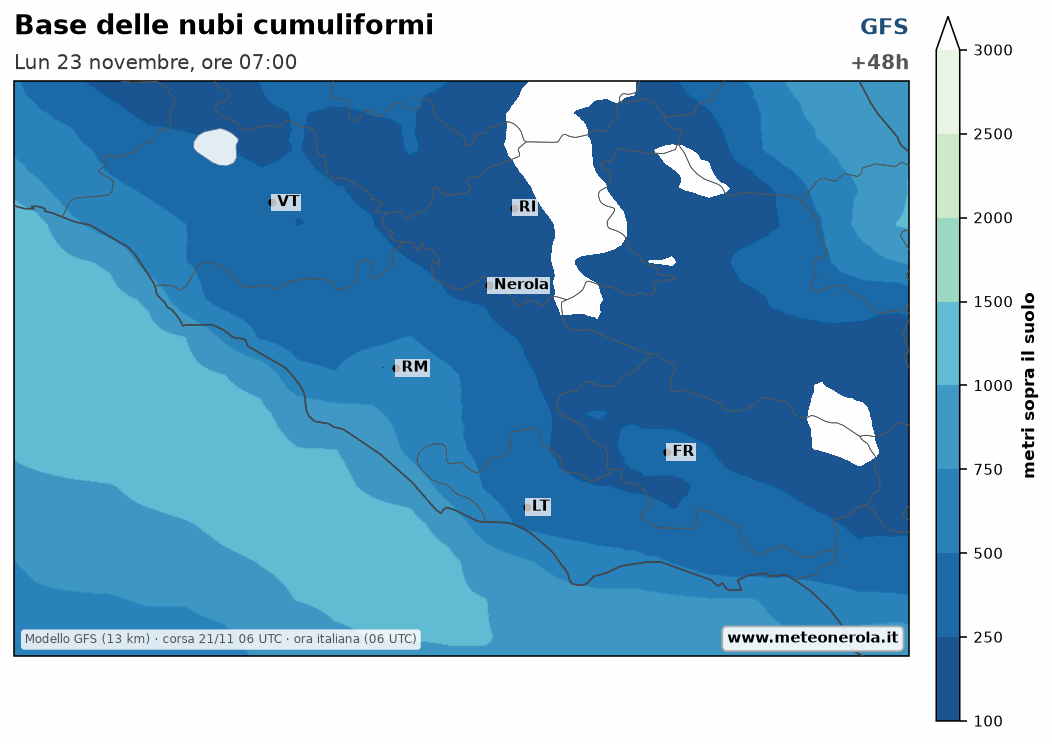 Base delle nubi cumuliformi
GFS
Lun 23 novembre, ore 07:00
+48h
VT
RI
Nerola
RM
FR
LT
Modello GFS (13 km) · corsa 21/11 06 UTC · ora italiana (06 UTC)
www.meteonerola.it
3000
2500
2000
1500
1000
750
500
250
100
metri sopra il suolo